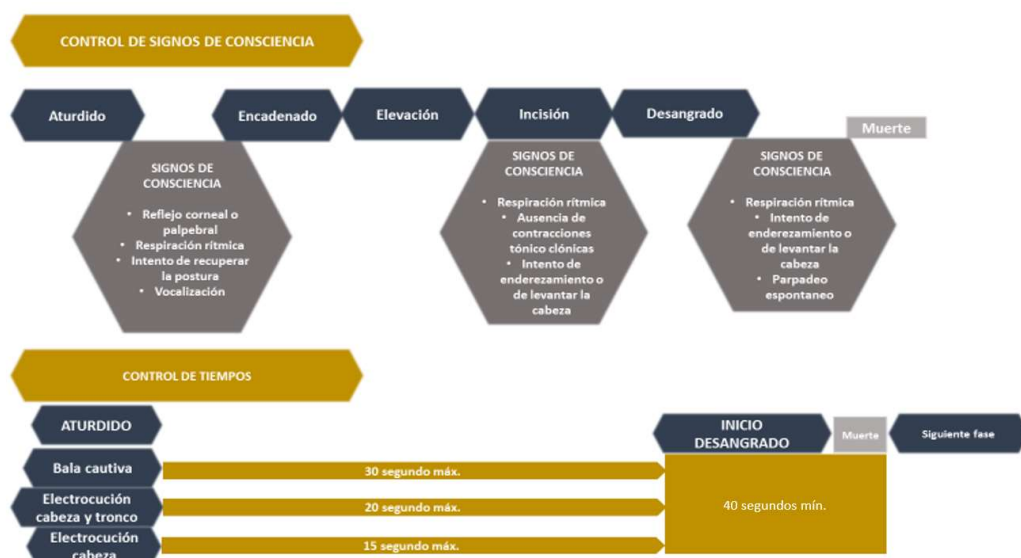 CONTROL DE SIGNOS DE CONSCIENCIA
Aturdido
Encadenado
Elevación
Incisión
Desangrado
Muerte
SIGNOS DE
CONSCIENCIA
• Reflejo corneal o
palpebral
• Respiración rítmica
• Intento de recuperar
la postura
• Vocalización
SIGNOS DE
CONSCIENCIA
• Respiración rítmica
• Ausencia de
contracciones
tónico clónicas
• Intento de
enderezamiento o
de levantar la
cabeza
SIGNOS DE
CONSCIENCIA
• Respiración rítmica
• Intento de
enderezamiento o
de levantar la
cabeza
• Parpadeo
espontaneo
CONTROL DE TIEMPOS
ATURDIDO
INICIO
DESANGRADO
Muerte
Siguiente fase
Bala cautiva
30 segundo máx.
Electrocución
cabeza y tronco
20 segundo máx.
40 segundos mín.
Electrocución
cabeza
15 segundo máx.